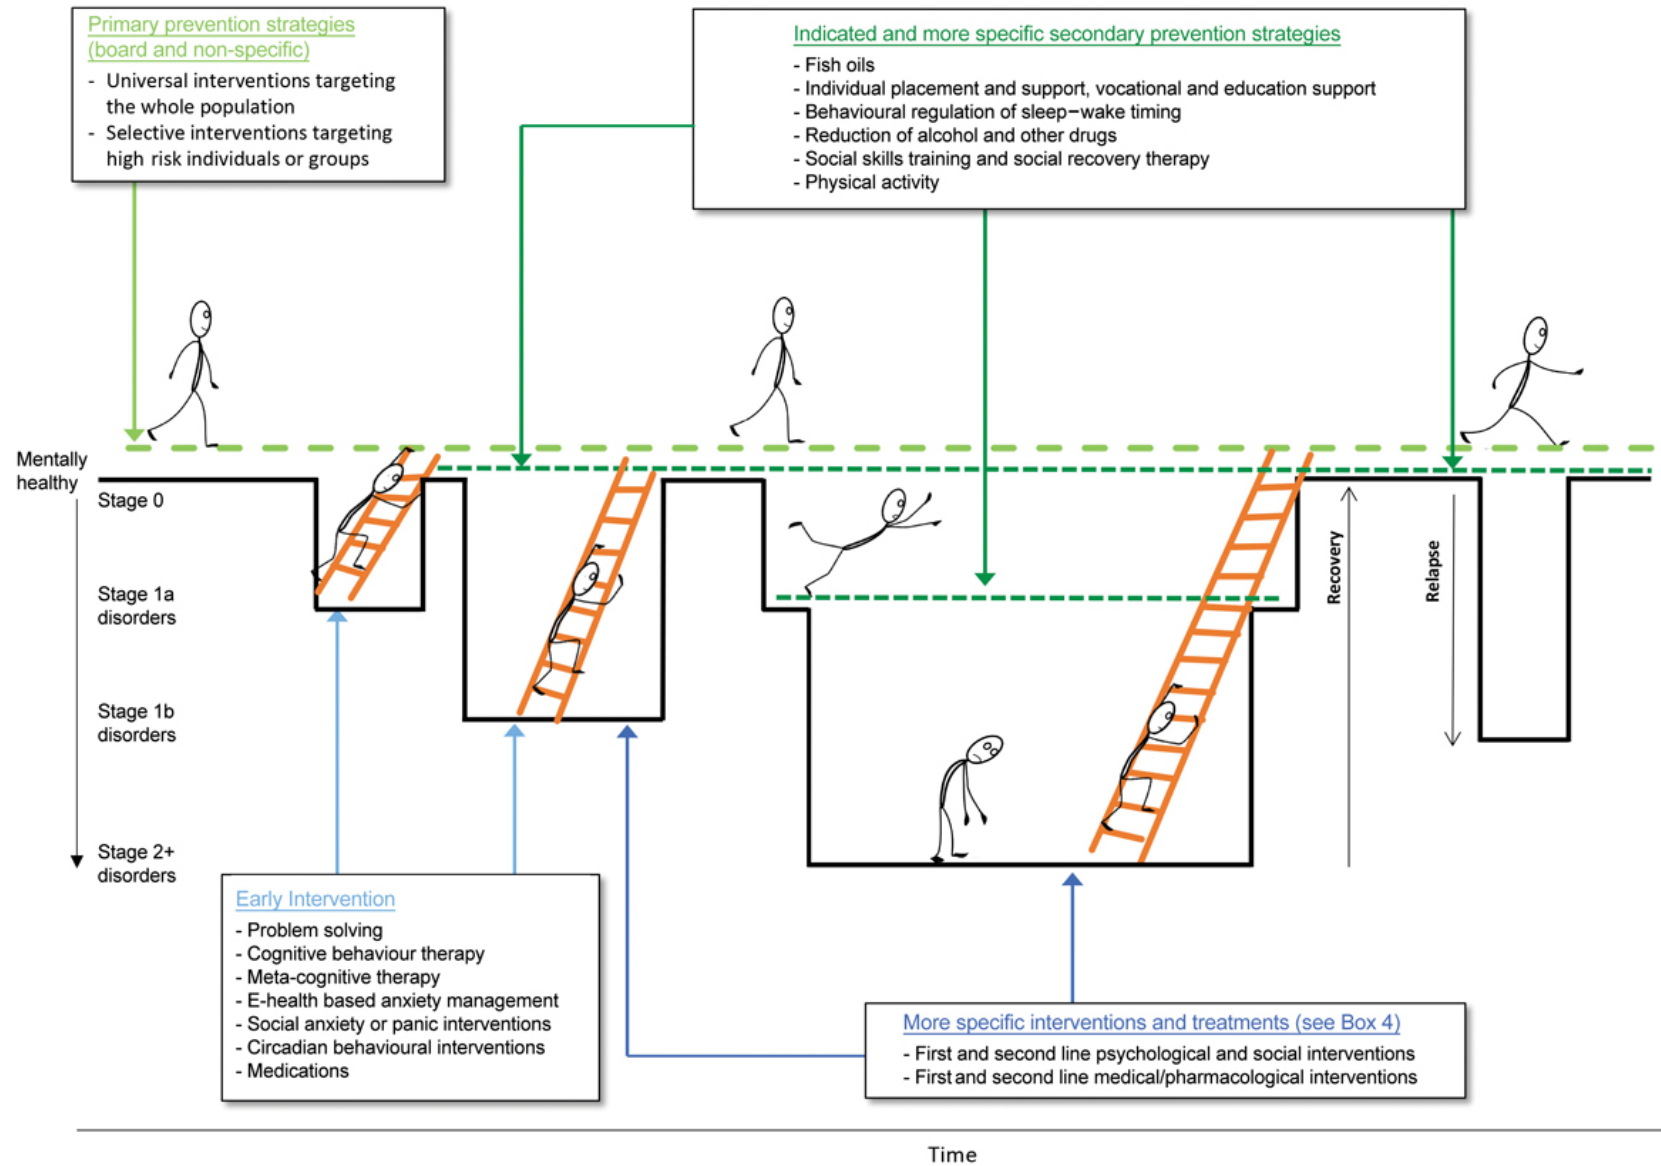 Primary prevention strategies
(board and non-specific)
- Universal interventions targeting
the whole population
- Selective interventions targeting
high risk individuals or groups
Indicated and more specific secondary prevention strategies
- Fish oils
- Individual placement and support, vocational and education support
- Behavioural regulation of sleep−wake timing
- Reduction of alcohol and other drugs
- Social skills training and social recovery therapy
- Physical activity
Mentally
healthy
Stage 0
Stage 1a
disorders
Stage 1b
disorders
Stage 2+
disorders
Recovery
Relapse
Early Intervention
- Problem solving
- Cognitive behaviour therapy
- Meta-cognitive therapy
- E-health based anxiety management
- Social anxiety or panic interventions
- Circadian behavioural interventions
- Medications
More specific interventions and treatments (see Box 4)
- First and second line psychological and social interventions
- First and second line medical/pharmacological interventions
Time